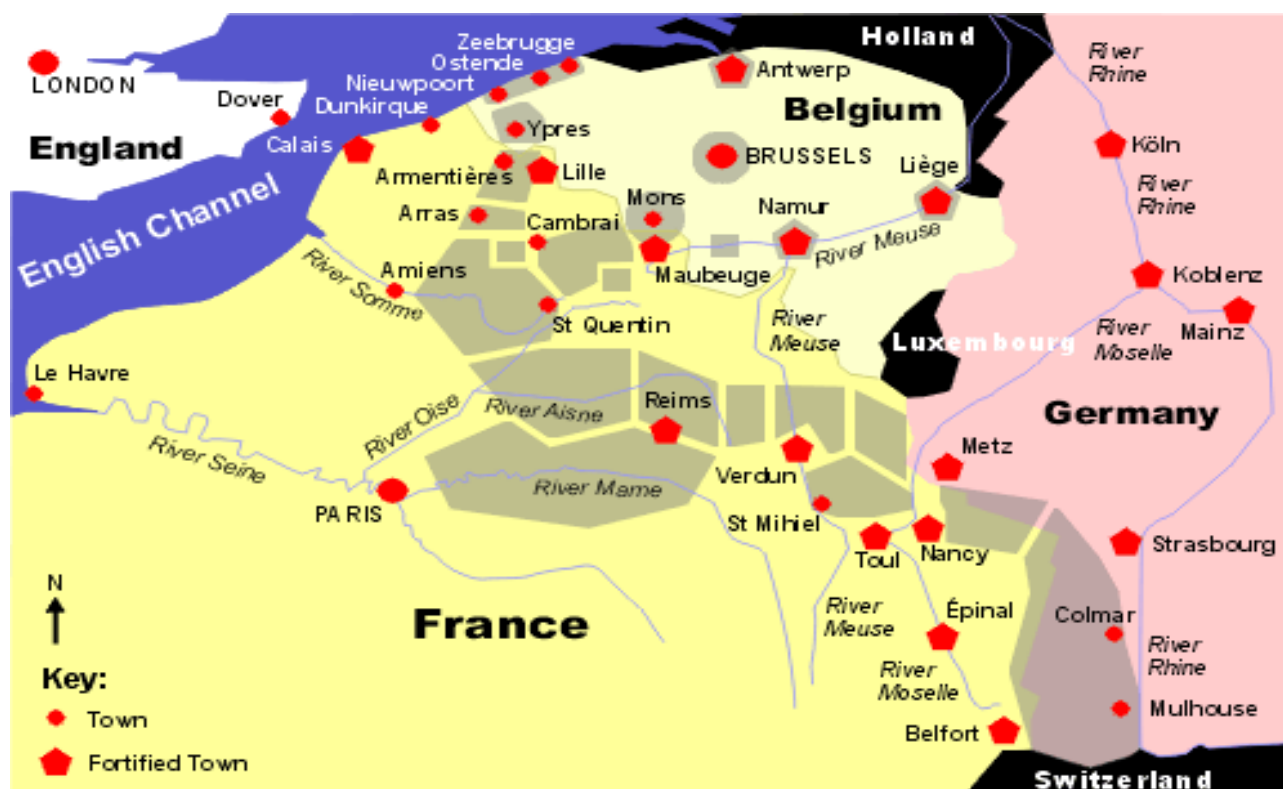 Holland
River
Rhine
Zeebrugge
Ostende
Nieuwpoort
Dunkirque
LONDON
Dover
Antwerp
Belgium
England
Calais
Ypres
BRUSSELS
Köln
Armentières
Lille
Liège
River
Rhine
English Channel
Arras
Cambrai
Mons
Namur
River Meuse
River Somme
Amiens
Maubeuge
Koblenz
St Quentin
River
Meuse
Luxembourg
River
Moselle
Mainz
Le Havre
River Oise
River Aisne
Reims
Germany
River Seine
Metz
PARIS
River Marne
Verdun
St Mihiel
Toul
Nancy
Strasbourg
N
France
River
Meuse
Épinal
Colmar
River
Rhine
River
Moselle
Key:
Town
Mulhouse
Belfort
Fortified Town
Switzerland